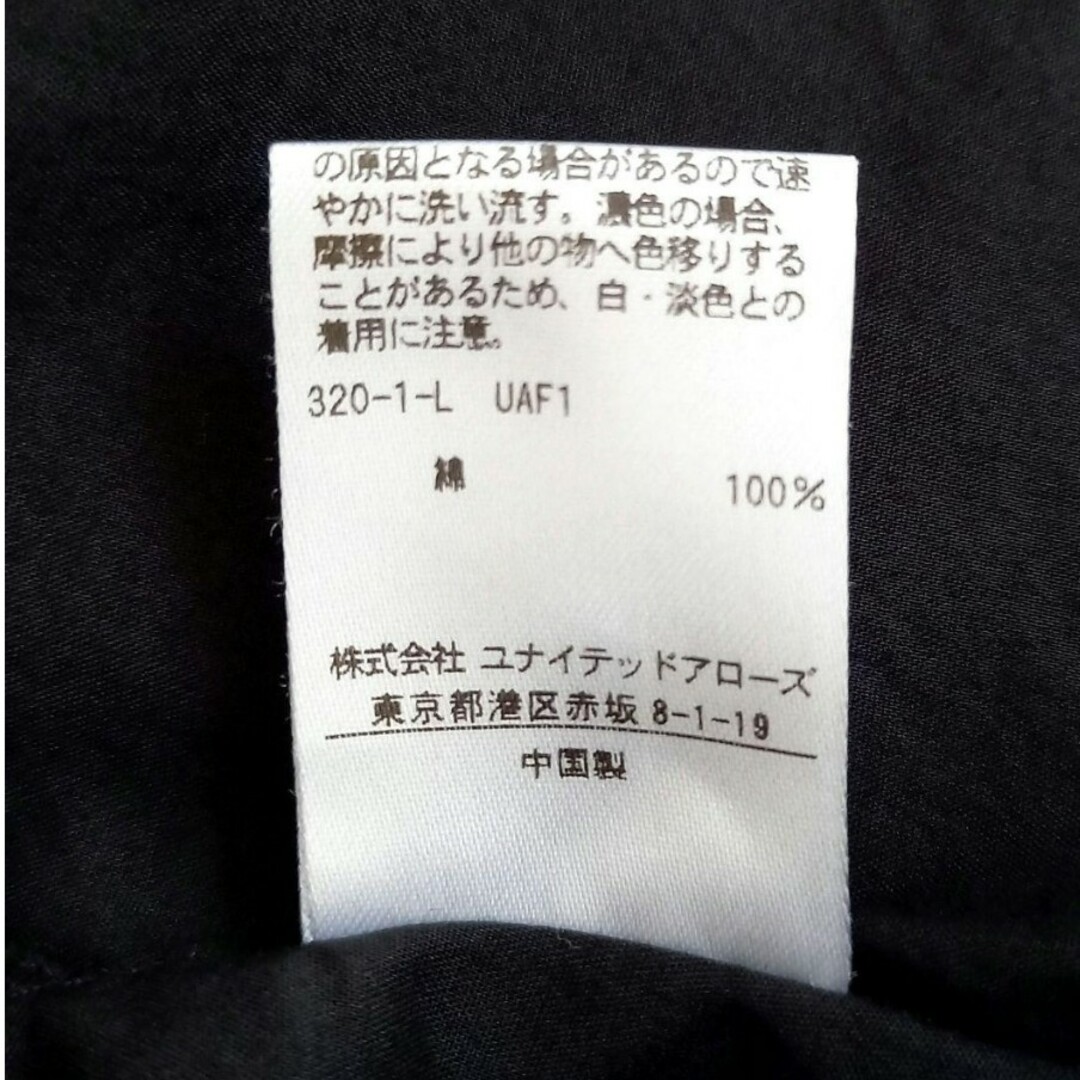 の原因となる場合があるので速
やかに洗い流す。濃色の場合、
摩擦により他の物へ色移りする
ことがあるため、白・淡色との
着用に注意。
320-1-L UAF1
綿 100%
株式会社 ユナイテッドアローズ
東京都港区赤坂 8-1-19
中国製